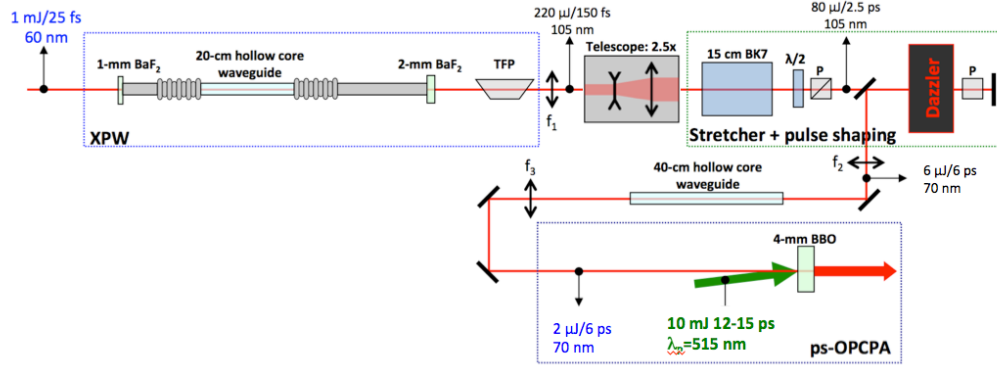 1 mJ/25 fs
60 nm
1-mm BaF2
20-cm hollow core
waveguide
2-mm BaF2
TFP
XPW
f1
220 μJ/150 fs
105 nm
Telescope: 2.5x
80 μJ/2.5 ps
105 nm
15 cm BK7
λ/2
P
Dazzler
P
Stretcher + pulse shaping
f2
6 μJ/6 ps
70 nm
40-cm hollow core
waveguide
f3
4-mm BBO
2 μJ/6 ps
70 nm
10 mJ 12-15 ps
λp=515 nm
ps-OPCPA